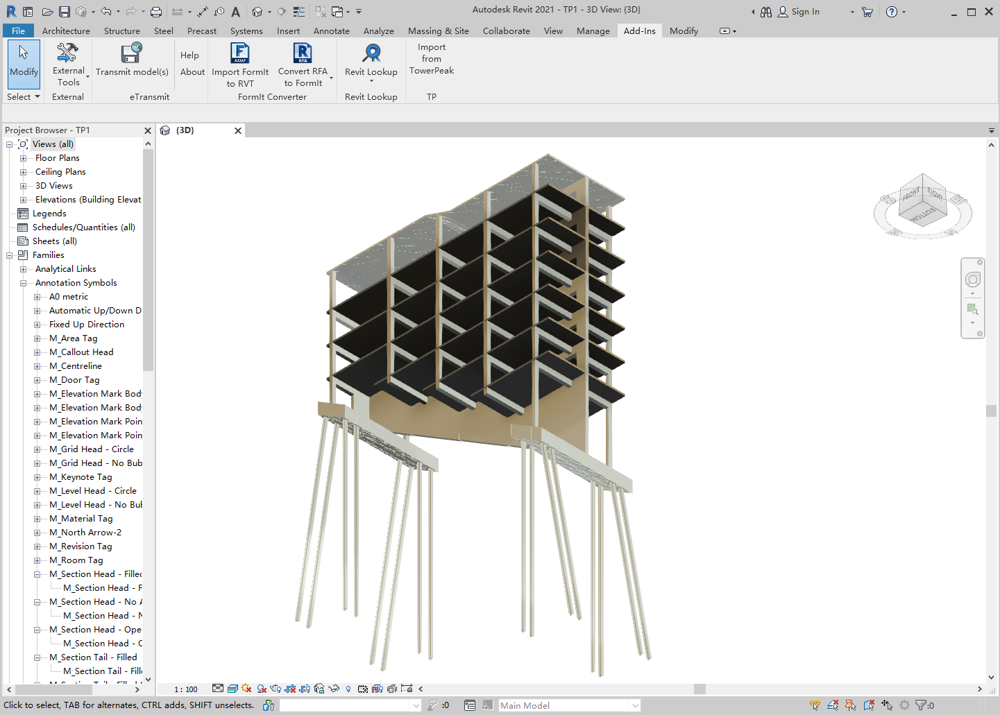 Autodesk Revit 2021 - TP1 - 3D View: {3D}
Sign In
File Architecture Structure Steel Precast Systems Insert Annotate Analyze Massing & Site Collaborate View Manage Add-Ins Modify
Modify
External
Tools
Transmit model(s)
Help
About
AXMF
Import FormIt
to RVT
RFA
Convert RFA
to FormIt
Revit Lookup
Import
from
TowerPeak
Select External eTransmit FormIt Converter Revit Lookup TP
Project Browser - TP1
{3D}
Views (all)
Floor Plans
Ceiling Plans
3D Views
Elevations (Building Elevat
Legends
Schedules/Quantities (all)
Sheets (all)
Families
Analytical Links
Annotation Symbols
A0 metric
Automatic Up/Down D
Fixed Up Direction
M_Area Tag
M_Callout Head
M_Centreline
M_Door Tag
M_Elevation Mark Body
M_Elevation Mark Body
M_Elevation Mark Poin
M_Elevation Mark Poin
M_Grid Head - Circle
M_Grid Head - No Bub
M_Keynote Tag
M_Level Head - Circle
M_Level Head - No Bub
M_Material Tag
M_North Arrow-2
M_Revision Tag
M_Room Tag
M_Section Head - Filled
M_Section Head - F
M_Section Head - No A
M_Section Head - N
M_Section Head - Ope
M_Section Head - O
M_Section Tail - Filled
M_Section Tail - Fill
FRONT
RIGHT
BOTTOM
1 : 100
Click to select, TAB for alternates, CTRL adds, SHIFT unselects.
:0
Main Model
:0